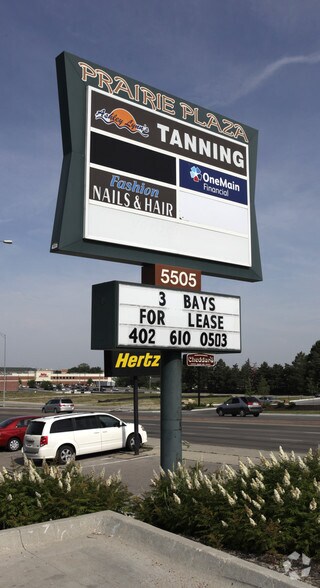 PRAIRIE PLAZA
TANNING
OneMain
Financial
Fashion
NAILS & HAIR
5505
3 BAYS
FOR LEASE
402 610 0503
Hertz
Cheddar's